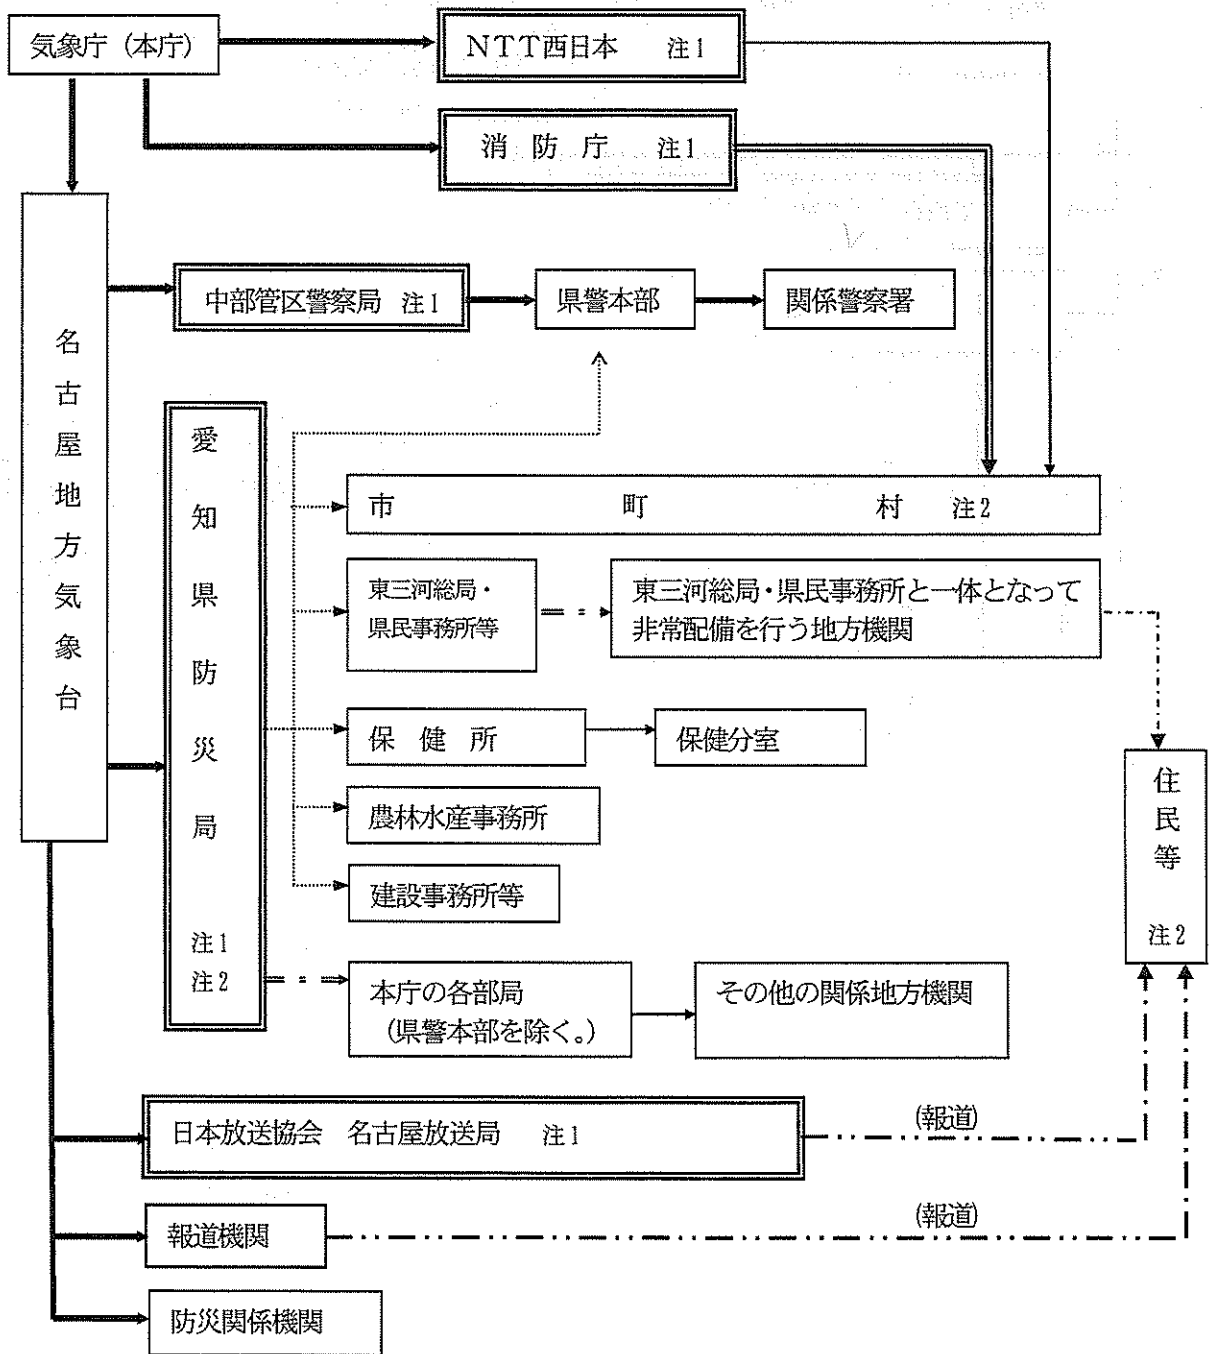 気象庁（本庁）
ＮＴＴ西日本　注１
消　防　庁　注１
中部管区警察局　注１
県警本部
関係警察署
名古屋地方気象台
愛知県防災局
注１
注２
市　町　村　注２
東三河総局・
県民事務所等
東三河総局・県民事務所と一体となって
非常配備を行う地方機関
保　健　所
保健分室
農林水産事務所
建設事務所等
住民等
注２
本庁の各部局
（県警本部を除く。）
その他の関係地方機関
日本放送協会　名古屋放送局　注１
(報道)
報道機関
(報道)
防災関係機関